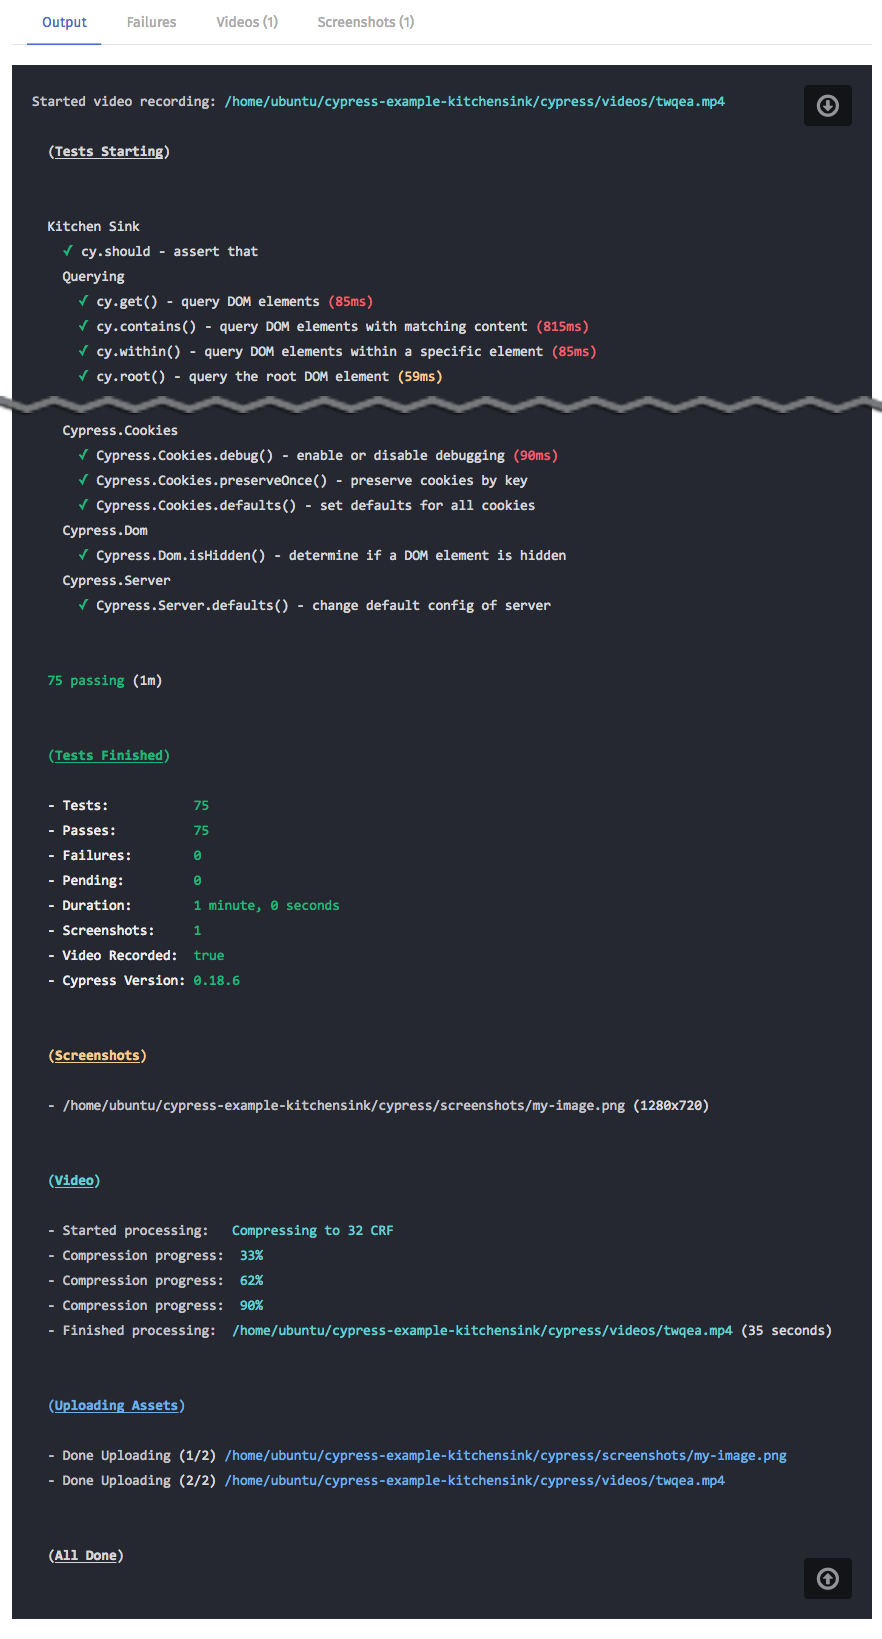 Output Failures Videos (1) Screenshots (1)
Started video recording: /home/ubuntu/cypress-example-kitchensink/cypress/videos/twqea.mp4
(Tests Starting)
Kitchen Sink
✓ cy.should - assert that
Querying
✓ cy.get() - query DOM elements (85ms)
✓ cy.contains() - query DOM elements with matching content (815ms)
✓ cy.within() - query DOM elements within a specific element (85ms)
✓ cy.root() - query the root DOM element (59ms)
Cypress.Cookies
✓ Cypress.Cookies.debug() - enable or disable debugging (90ms)
✓ Cypress.Cookies.preserveOnce() - preserve cookies by key
✓ Cypress.Cookies.defaults() - set defaults for all cookies
Cypress.Dom
✓ Cypress.Dom.isHidden() - determine if a DOM element is hidden
Cypress.Server
✓ Cypress.Server.defaults() - change default config of server
75 passing (1m)
(Tests Finished)
- Tests: 75
- Passes: 75
- Failures: 0
- Pending: 0
- Duration: 1 minute, 0 seconds
- Screenshots: 1
- Video Recorded: true
- Cypress Version: 0.18.6
(Screenshots)
- /home/ubuntu/cypress-example-kitchensink/cypress/screenshots/my-image.png (1280x720)
(Video)
- Started processing: Compressing to 32 CRF
- Compression progress: 33%
- Compression progress: 62%
- Compression progress: 90%
- Finished processing: /home/ubuntu/cypress-example-kitchensink/cypress/videos/twqea.mp4 (35 seconds)
(Uploading Assets)
- Done Uploading (1/2) /home/ubuntu/cypress-example-kitchensink/cypress/screenshots/my-image.png
- Done Uploading (2/2) /home/ubuntu/cypress-example-kitchensink/cypress/videos/twqea.mp4
(All Done)